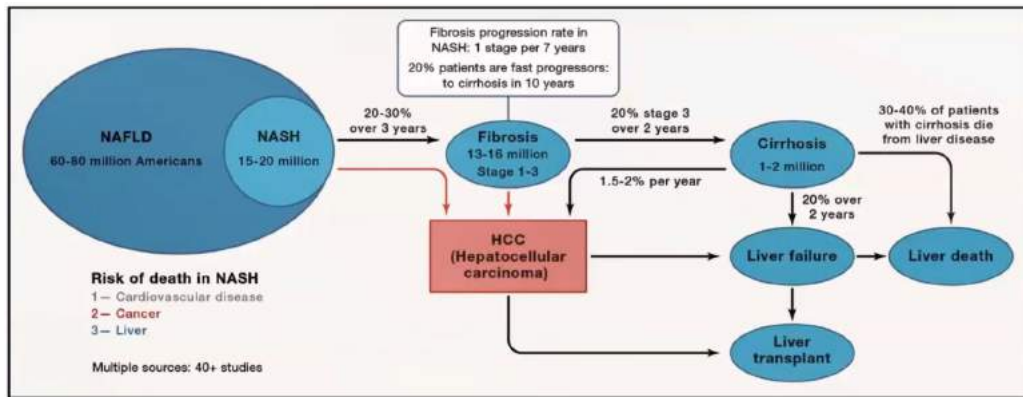 Fibrosis progression rate in
NASH: 1 stage per 7 years
20% patients are fast progressors:
to cirrhosis in 10 years
NAFLD
60-80 million Americans
NASH
15-20 million
20-30%
over 3 years
Fibrosis
13-16 million
Stage 1-3
20% stage 3
over 2 years
Cirrhosis
1-2 million
30-40% of patients
with cirrhosis die
from liver disease
1.5-2% per year
20% over
2 years
HCC
(Hepatocellular
carcinoma)
Liver failure
Liver death
Liver
transplant
Risk of death in NASH
1— Cardiovascular disease
2— Cancer
3— Liver
Multiple sources: 40+ studies